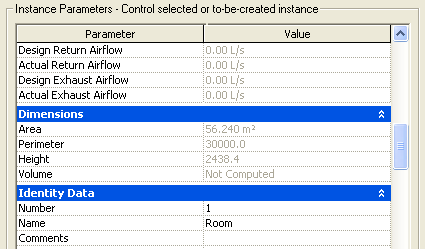 Instance Parameters - Control selected or to-be-created instance
Parameter Value
Design Return Airflow 0.00 L/s
Actual Return Airflow 0.00 L/s
Design Exhaust Airflow 0.00 L/s
Actual Exhaust Airflow 0.00 L/s
Dimensions
Area 56.240 m²
Perimeter 30000.0
Height 2438.4
Volume Not Computed
Identity Data
Number 1
Name Room
Comments